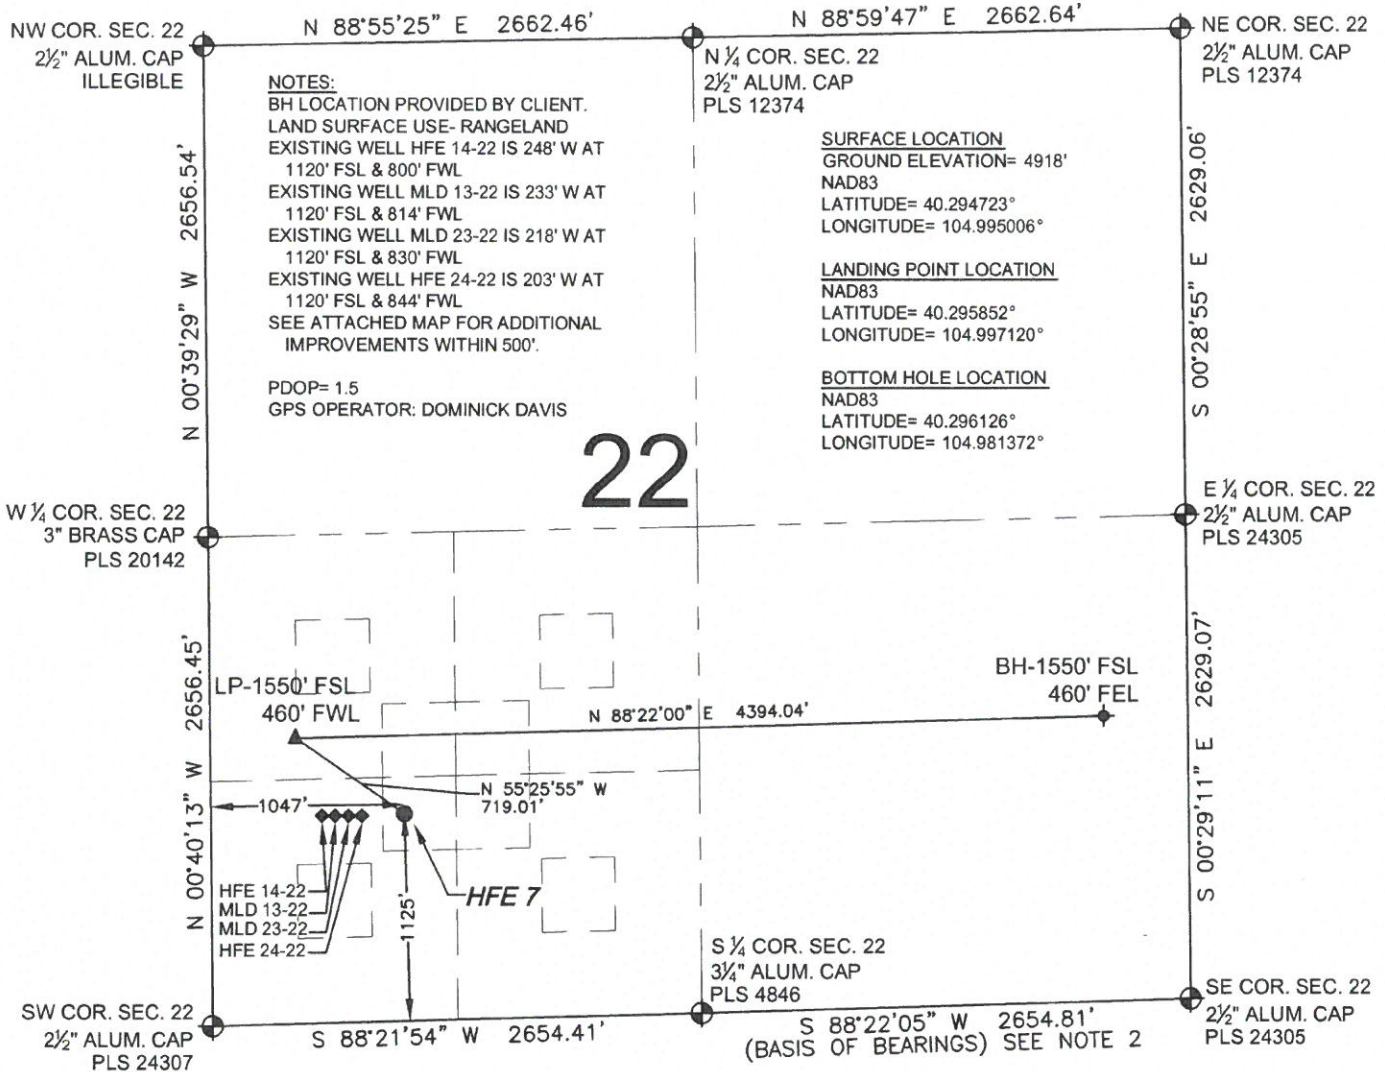 N 88°55'25" E 2662.46'
N 88°59'47" E 2662.64'
NW COR. SEC. 22
2½" ALUM. CAP
ILLEGIBLE
N ¼ COR. SEC. 22
2½" ALUM. CAP
PLS 12374
NE COR. SEC. 22
2½" ALUM. CAP
PLS 12374
NOTES:
BH LOCATION PROVIDED BY CLIENT.
LAND SURFACE USE- RANGELAND
EXISTING WELL HFE 14-22 IS 248' W AT
1120' FSL & 800' FWL
EXISTING WELL MLD 13-22 IS 233' W AT
1120' FSL & 814' FWL
EXISTING WELL MLD 23-22 IS 218' W AT
1120' FSL & 830' FWL
EXISTING WELL HFE 24-22 IS 203' W AT
1120' FSL & 844' FWL
SEE ATTACHED MAP FOR ADDITIONAL
IMPROVEMENTS WITHIN 500'.
PDOP= 1.5
GPS OPERATOR: DOMINICK DAVIS
SURFACE LOCATION
GROUND ELEVATION= 4918'
NAD83
LATITUDE= 40.294723°
LONGITUDE= 104.995006°
LANDING POINT LOCATION
NAD83
LATITUDE= 40.295852°
LONGITUDE= 104.997120°
BOTTOM HOLE LOCATION
NAD83
LATITUDE= 40.296126°
LONGITUDE= 104.981372°
N 00°39'29" W 2656.54'
S 00°28'55" E 2629.06'
22
W ¼ COR. SEC. 22
3" BRASS CAP
PLS 20142
E ¼ COR. SEC. 22
2½" ALUM. CAP
PLS 24305
N 00°40'13" W 2656.45'
S 00°29'11" E 2629.07'
LP-1550' FSL
460' FWL
BH-1550' FSL
460' FEL
N 88°22'00" E 4394.04'
N 55°25'55" W
719.01'
1047'
1125'
HFE 14-22
MLD 13-22
MLD 23-22
HFE 24-22
HFE 7
S ¼ COR. SEC. 22
3¼" ALUM. CAP
PLS 4846
SW COR. SEC. 22
2½" ALUM. CAP
PLS 24307
SE COR. SEC. 22
2½" ALUM. CAP
PLS 24305
S 88°21'54" W 2654.41'
S 88°22'05" W 2654.81'
(BASIS OF BEARINGS) SEE NOTE 2